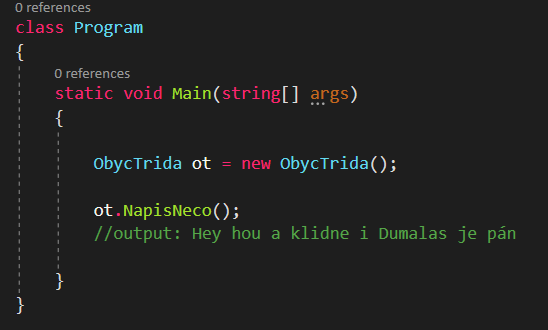 0 references
class Program
{
0 references
static void Main(string[] args)
{
ObycTrida ot = new ObycTrida();
ot.NapisNeco();
//output: Hey hou a klidne i Dumalas je pán
}
}